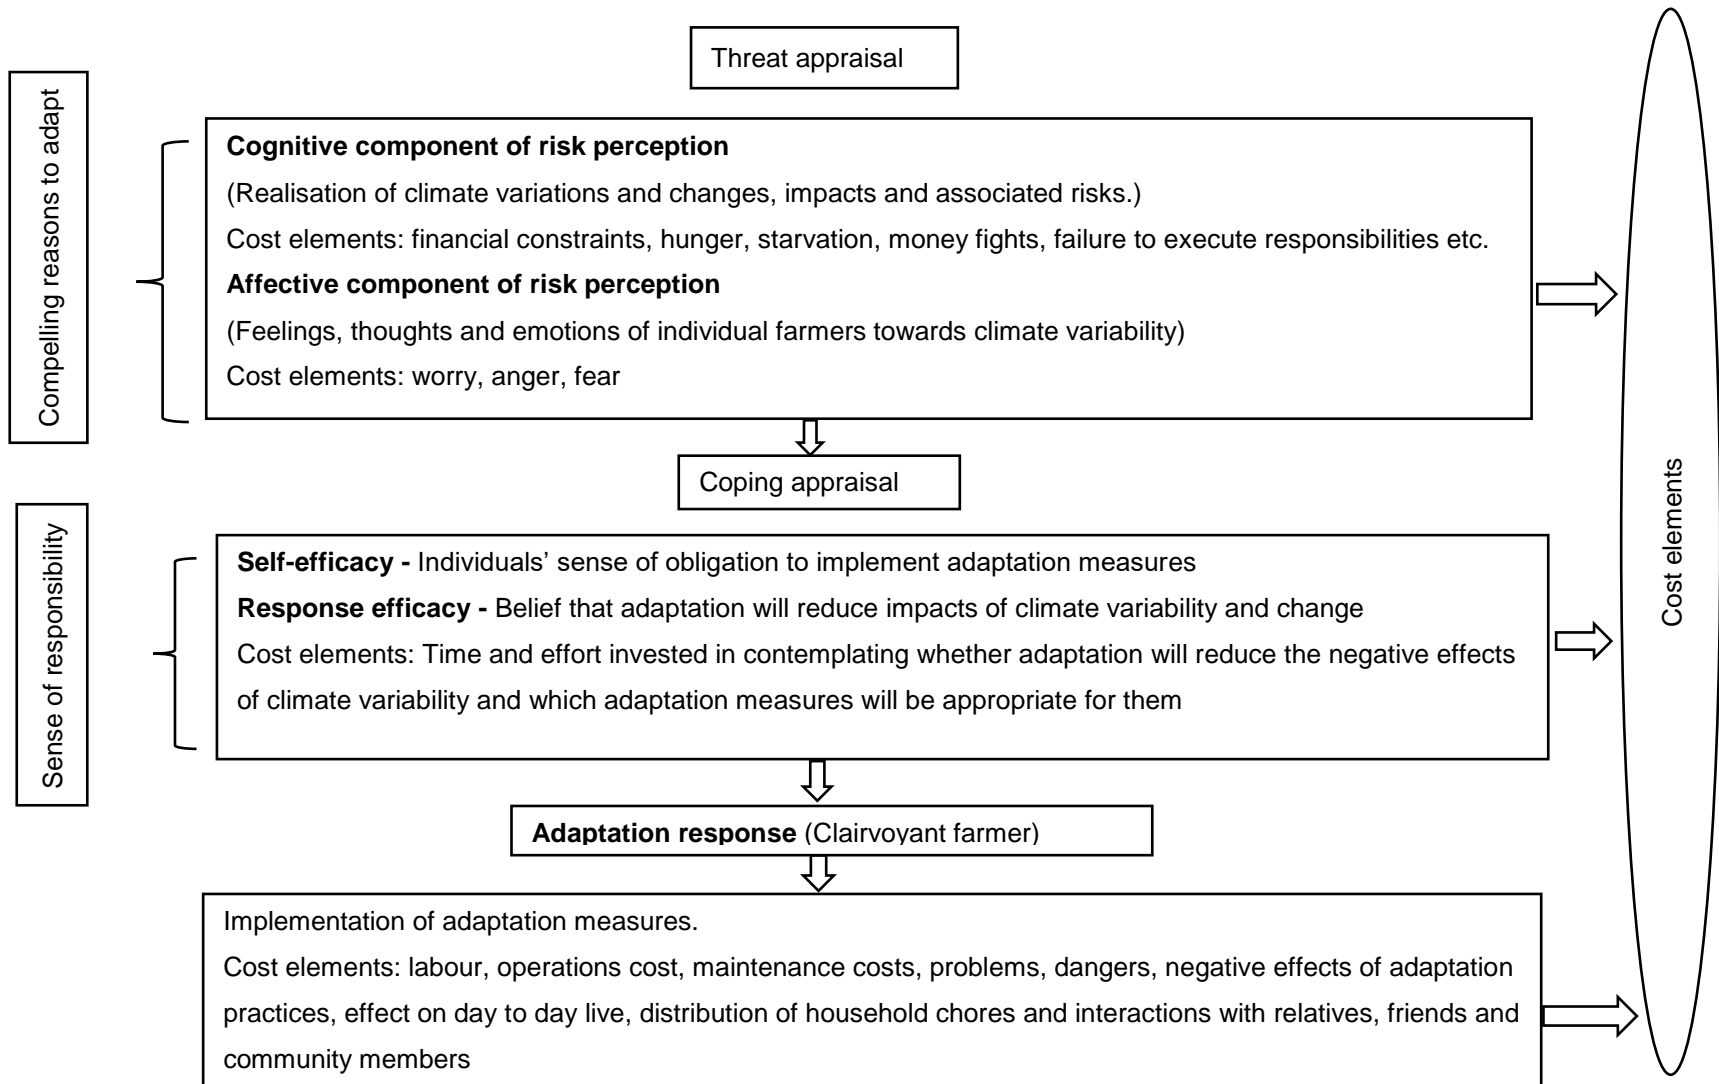 Threat appraisal
Compelling reasons to adapt
Cognitive component of risk perception
(Realisation of climate variations and changes, impacts and associated risks.)
Cost elements: financial constraints, hunger, starvation, money fights, failure to execute responsibilities etc.
Affective component of risk perception
(Feelings, thoughts and emotions of individual farmers towards climate variability)
Cost elements: worry, anger, fear
Coping appraisal
Sense of responsibility
Self-efficacy - Individuals’ sense of obligation to implement adaptation measures
Response efficacy - Belief that adaptation will reduce impacts of climate variability and change
Cost elements: Time and effort invested in contemplating whether adaptation will reduce the negative effects
of climate variability and which adaptation measures will be appropriate for them
Adaptation response (Clairvoyant farmer)
Implementation of adaptation measures.
Cost elements: labour, operations cost, maintenance costs, problems, dangers, negative effects of adaptation
practices, effect on day to day live, distribution of household chores and interactions with relatives, friends and
community members
Cost elements